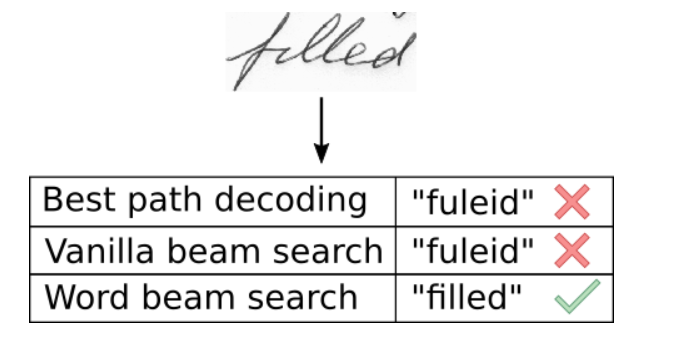 filled
Best path decoding "fuleid"
Vanilla beam search "fuleid"
Word beam search "filled"